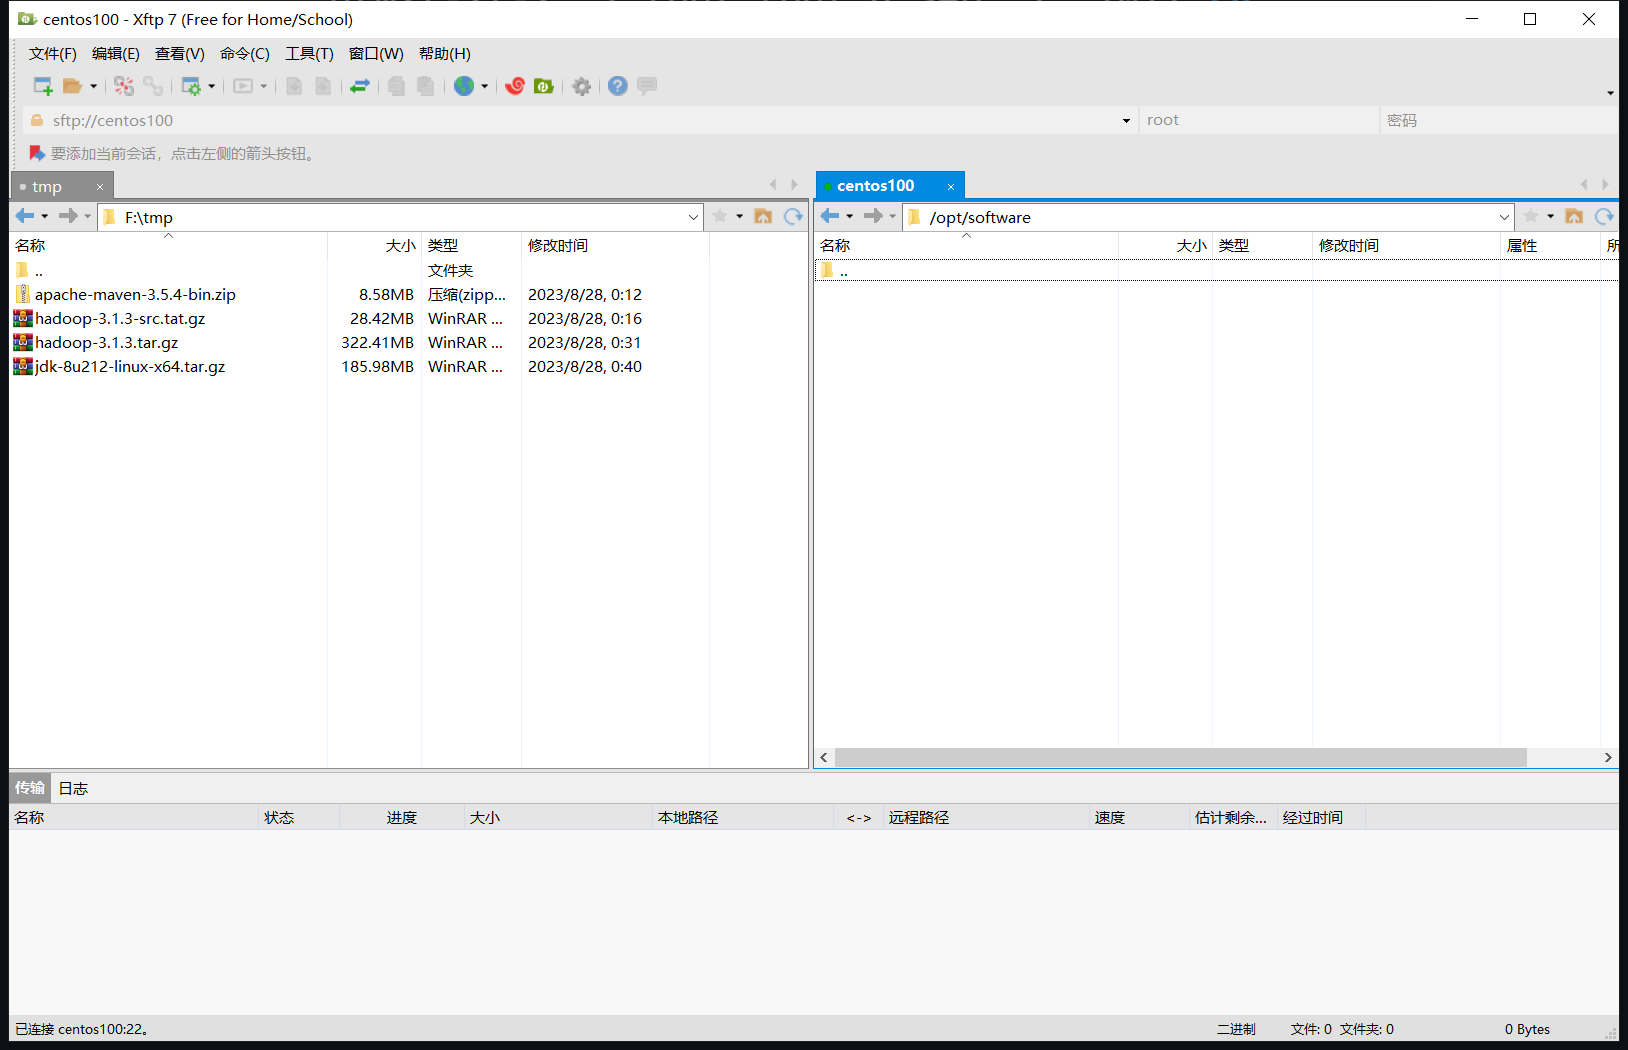 centos100 - Xftp 7 (Free for Home/School)
文件(F) 编辑(E) 查看(V) 命令(C) 工具(T) 窗口(W) 帮助(H)
sftp://centos100 root 密码
要添加当前会话，点击左侧的箭头按钮。
tmp × centos100 ×
F:\tmp /opt/software
名称 大小 类型 修改时间 名称 大小 类型 修改时间 属性 所
.. 文件夹 ..
apache-maven-3.5.4-bin.zip 8.58MB 压缩(zipp... 2023/8/28, 0:12
hadoop-3.1.3-src.tat.gz 28.42MB WinRAR ... 2023/8/28, 0:16
hadoop-3.1.3.tar.gz 322.41MB WinRAR ... 2023/8/28, 0:31
jdk-8u212-linux-x64.tar.gz 185.98MB WinRAR ... 2023/8/28, 0:40
传输 日志
名称 状态 进度 大小 本地路径 <-> 远程路径 速度 估计剩余... 经过时间
已连接 centos100:22。 二进制 文件: 0 文件夹: 0 0 Bytes